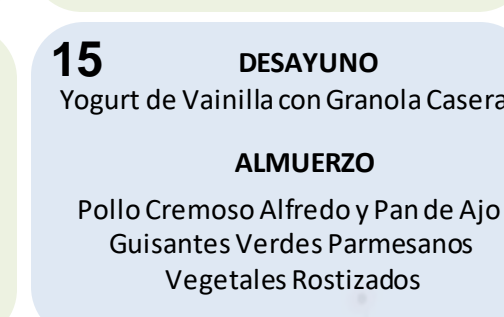 15
DESAYUNO
Yogurt de Vainilla con Granola Casera
ALMUERZO
Pollo Cremoso Alfredo y Pan de Ajo
Guisantes Verdes Parmesanos
Vegetales Rostizados